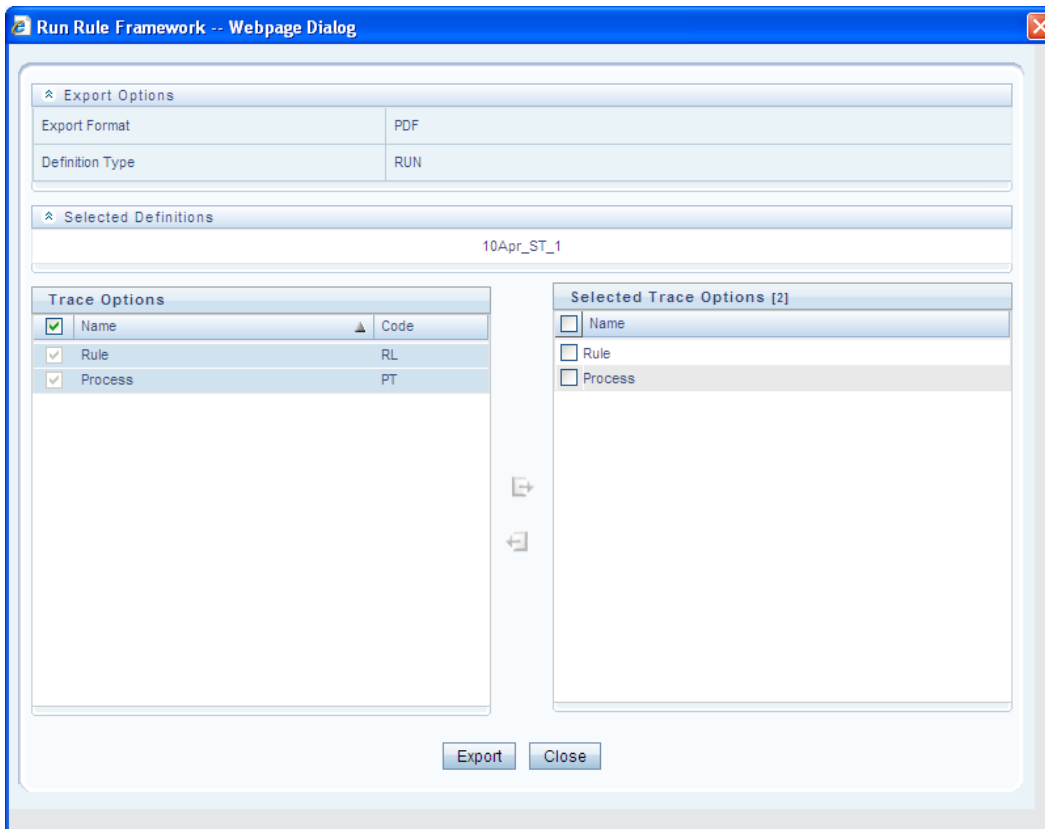 Run Rule Framework -- Webpage Dialog
Export Options
Export Format PDF
Definition Type RUN
Selected Definitions
10Apr_ST_1
Trace Options
Name Code
Rule RL
Process PT
Selected Trace Options [2]
Name
Rule
Process
Export Close